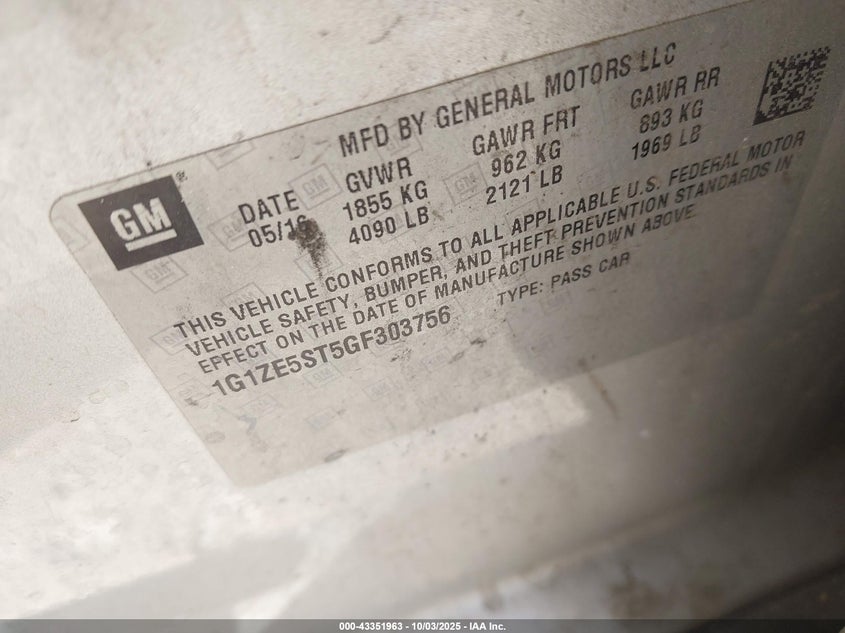 MFD BY GENERAL MOTORS LLC
GM®
DATE GVWR GAWR FRT GAWR RR
05/16 1855 KG 962 KG 893 KG
4090 LB 2121 LB 1969 LB
THIS VEHICLE CONFORMS TO ALL APPLICABLE U.S. FEDERAL MOTOR
VEHICLE SAFETY, BUMPER, AND THEFT PREVENTION STANDARDS IN
EFFECT ON THE DATE OF MANUFACTURE SHOWN ABOVE.
1G1ZE5ST5GF303756 TYPE: PASS CAR
000-43351963 - 10/03/2025 - IAA Inc.